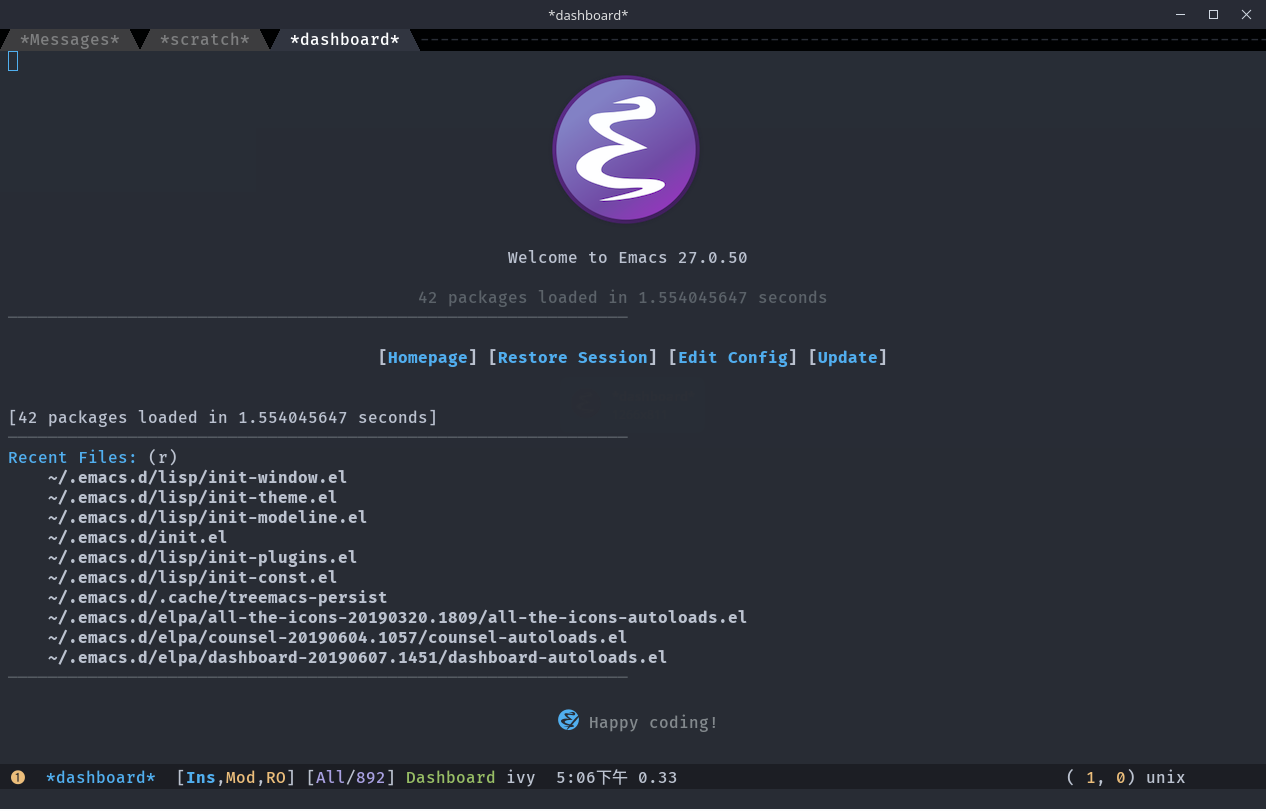 *dashboard*
*Messages* *scratch* *dashboard*
Welcome to Emacs 27.0.50
42 packages loaded in 1.554045647 seconds
[Homepage] [Restore Session] [Edit Config] [Update]
[42 packages loaded in 1.554045647 seconds]
Recent Files: (r)
~/.emacs.d/lisp/init-window.el
~/.emacs.d/lisp/init-theme.el
~/.emacs.d/lisp/init-modeline.el
~/.emacs.d/init.el
~/.emacs.d/lisp/init-plugins.el
~/.emacs.d/lisp/init-const.el
~/.emacs.d/.cache/treemacs-persist
~/.emacs.d/elpa/all-the-icons-20190320.1809/all-the-icons-autoloads.el
~/.emacs.d/elpa/counsel-20190604.1057/counsel-autoloads.el
~/.emacs.d/elpa/dashboard-20190607.1451/dashboard-autoloads.el
Happy coding!
❶ *dashboard* [Ins,Mod,RO] [All/892] Dashboard ivy 5:06下午 0.33 ( 1, 0) unix